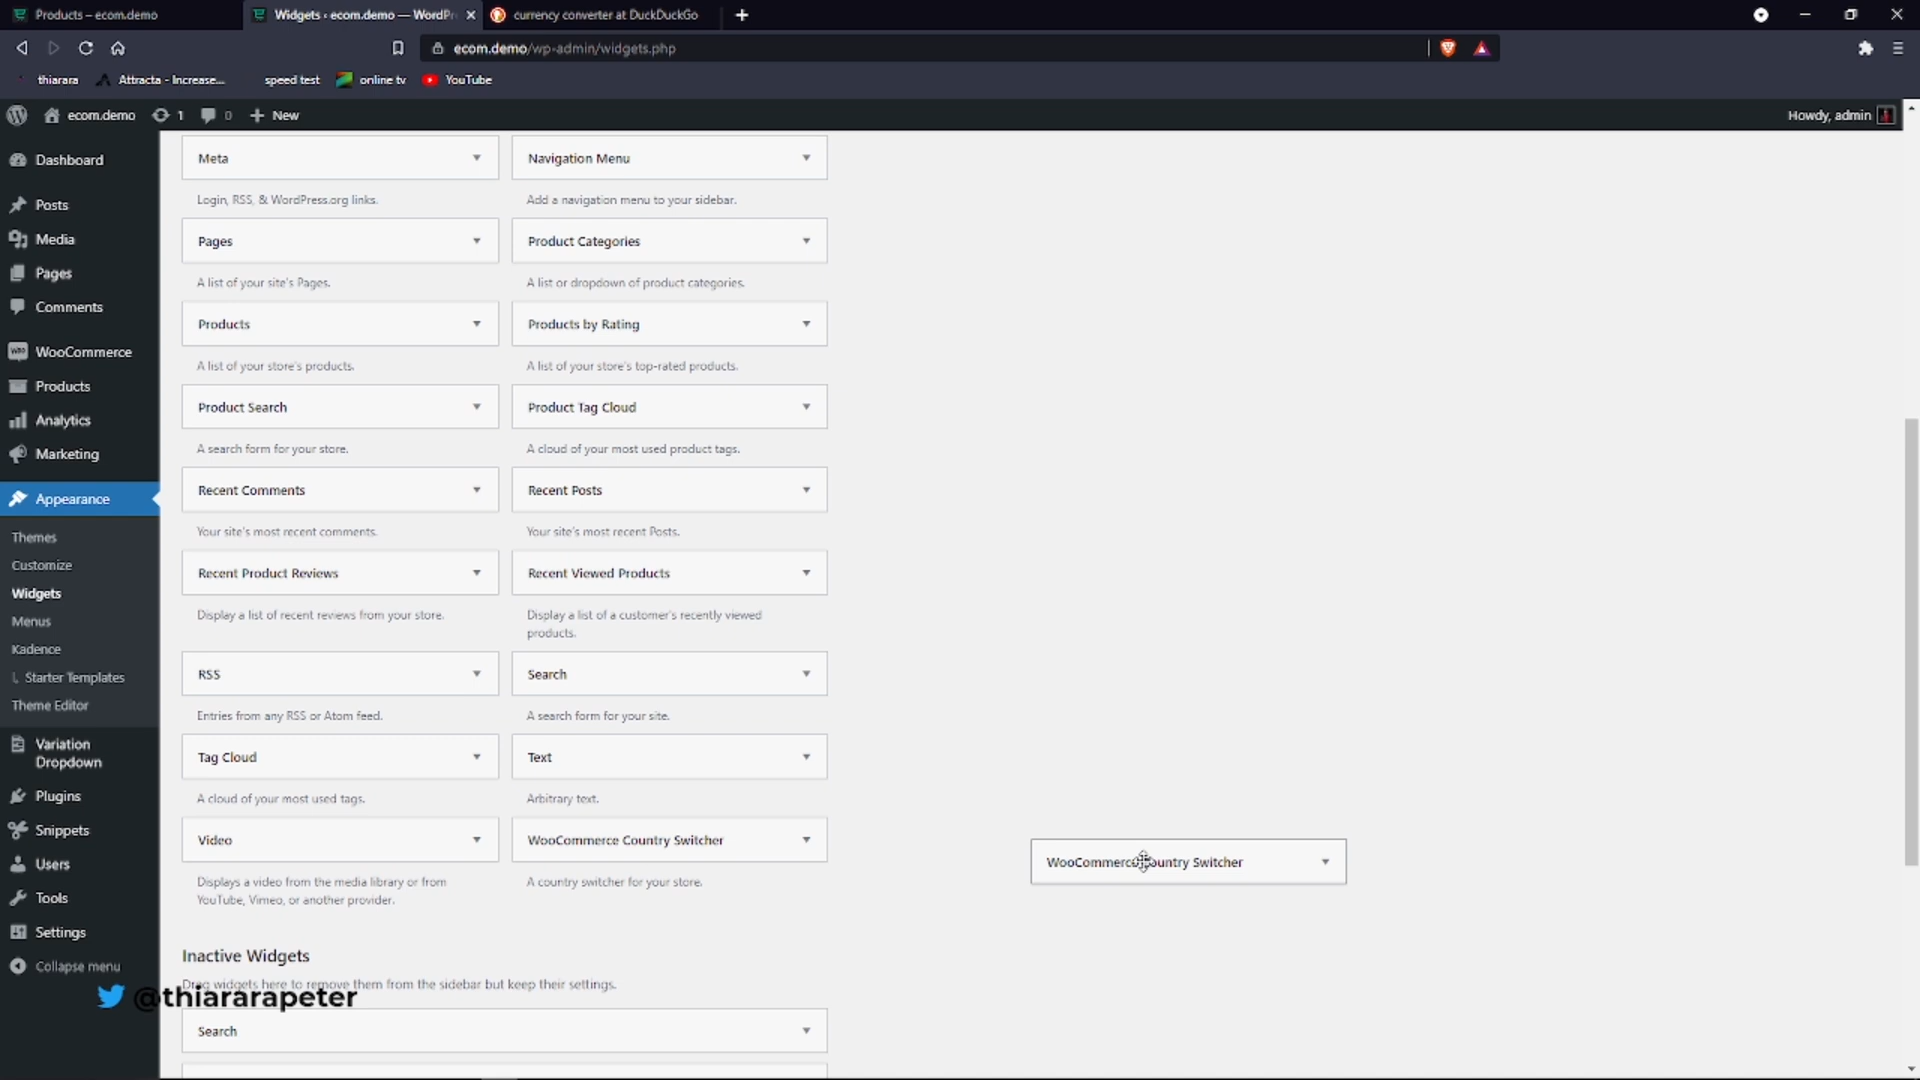 Products – ecom.demo
Widgets ‹ ecom.demo — WordPr
currency converter at DuckDuckGo
ecom.demo/wp-admin/widgets.php
thiarara
Attracta - Increase...
speed test
online tv
YouTube
ecom.demo
1
0
New
Howdy, admin
Dashboard
Posts
Media
Pages
Comments
WooCommerce
Products
Analytics
Marketing
Appearance
Themes
Customize
Widgets
Menus
Kadence
Starter Templates
Theme Editor
Variation
Dropdown
Plugins
Snippets
Users
Tools
Settings
Collapse menu
Meta
Navigation Menu
Login, RSS, & WordPress.org links.
Add a navigation menu to your sidebar.
Pages
Product Categories
A list of your site's Pages.
A list or dropdown of product categories.
Products
Products by Rating
A list of your store's products.
A list of your store's top-rated products.
Product Search
Product Tag Cloud
A search form for your store.
A cloud of your most used product tags.
Recent Comments
Recent Posts
Your site's most recent comments.
Your site's most recent Posts.
Recent Product Reviews
Recent Viewed Products
Display a list of recent reviews from your store.
Display a list of a customer's recently viewed
products.
RSS
Search
Entries from any RSS or Atom feed.
A search form for your site.
Tag Cloud
Text
A cloud of your most used tags.
Arbitrary text.
Video
WooCommerce Country Switcher
WooCommerce Country Switcher
Displays a video from the media library or from
YouTube, Vimeo, or another provider.
A country switcher for your store.
Inactive Widgets
Drag widgets here to remove them from the sidebar but keep their settings.
@thiararapeter
Search